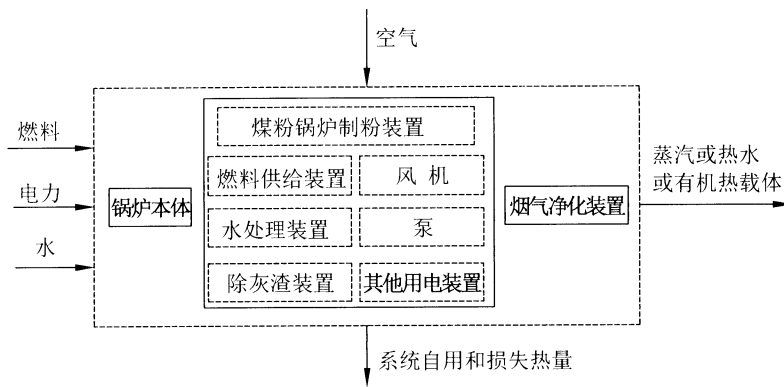 空气
煤粉锅炉制粉装置
燃料
燃料供给装置
风机
蒸汽或热水
或有机热载体
电力
锅炉本体
水处理装置
泵
烟气净化装置
水
除灰渣装置
其他用电装置
系统自用和损失热量